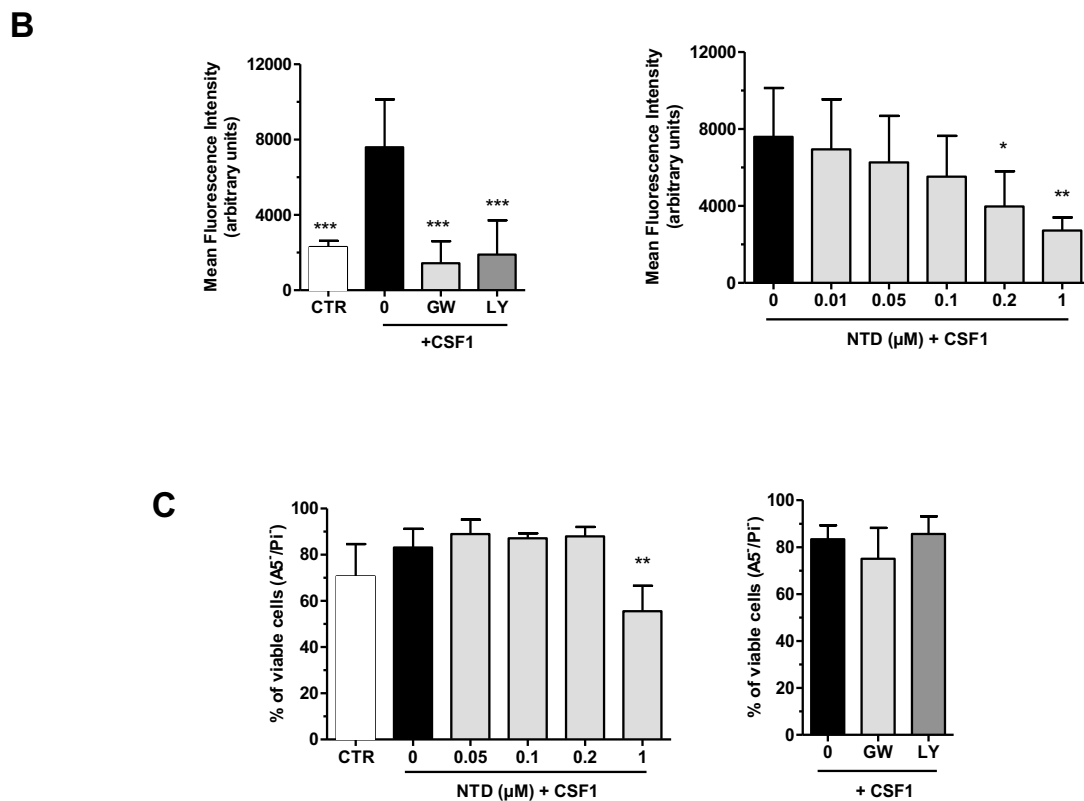 B
Mean Fluorescence Intensity
(arbitrary units)
12000
8000
4000
0
***
***
***
CTR 0 GW LY
+CSF1
Mean Fluorescence Intensity
(arbitrary units)
12000
8000
4000
0
*
**
0 0.01 0.05 0.1 0.2 1
NTD (µM) + CSF1
C
% of viable cells (A5⁻/Pi⁻)
100
80
60
40
20
0
**
CTR 0 0.05 0.1 0.2 1
NTD (µM) + CSF1
% of viable cells (A5⁻/Pi⁻)
100
80
60
40
20
0
0 GW LY
+ CSF1